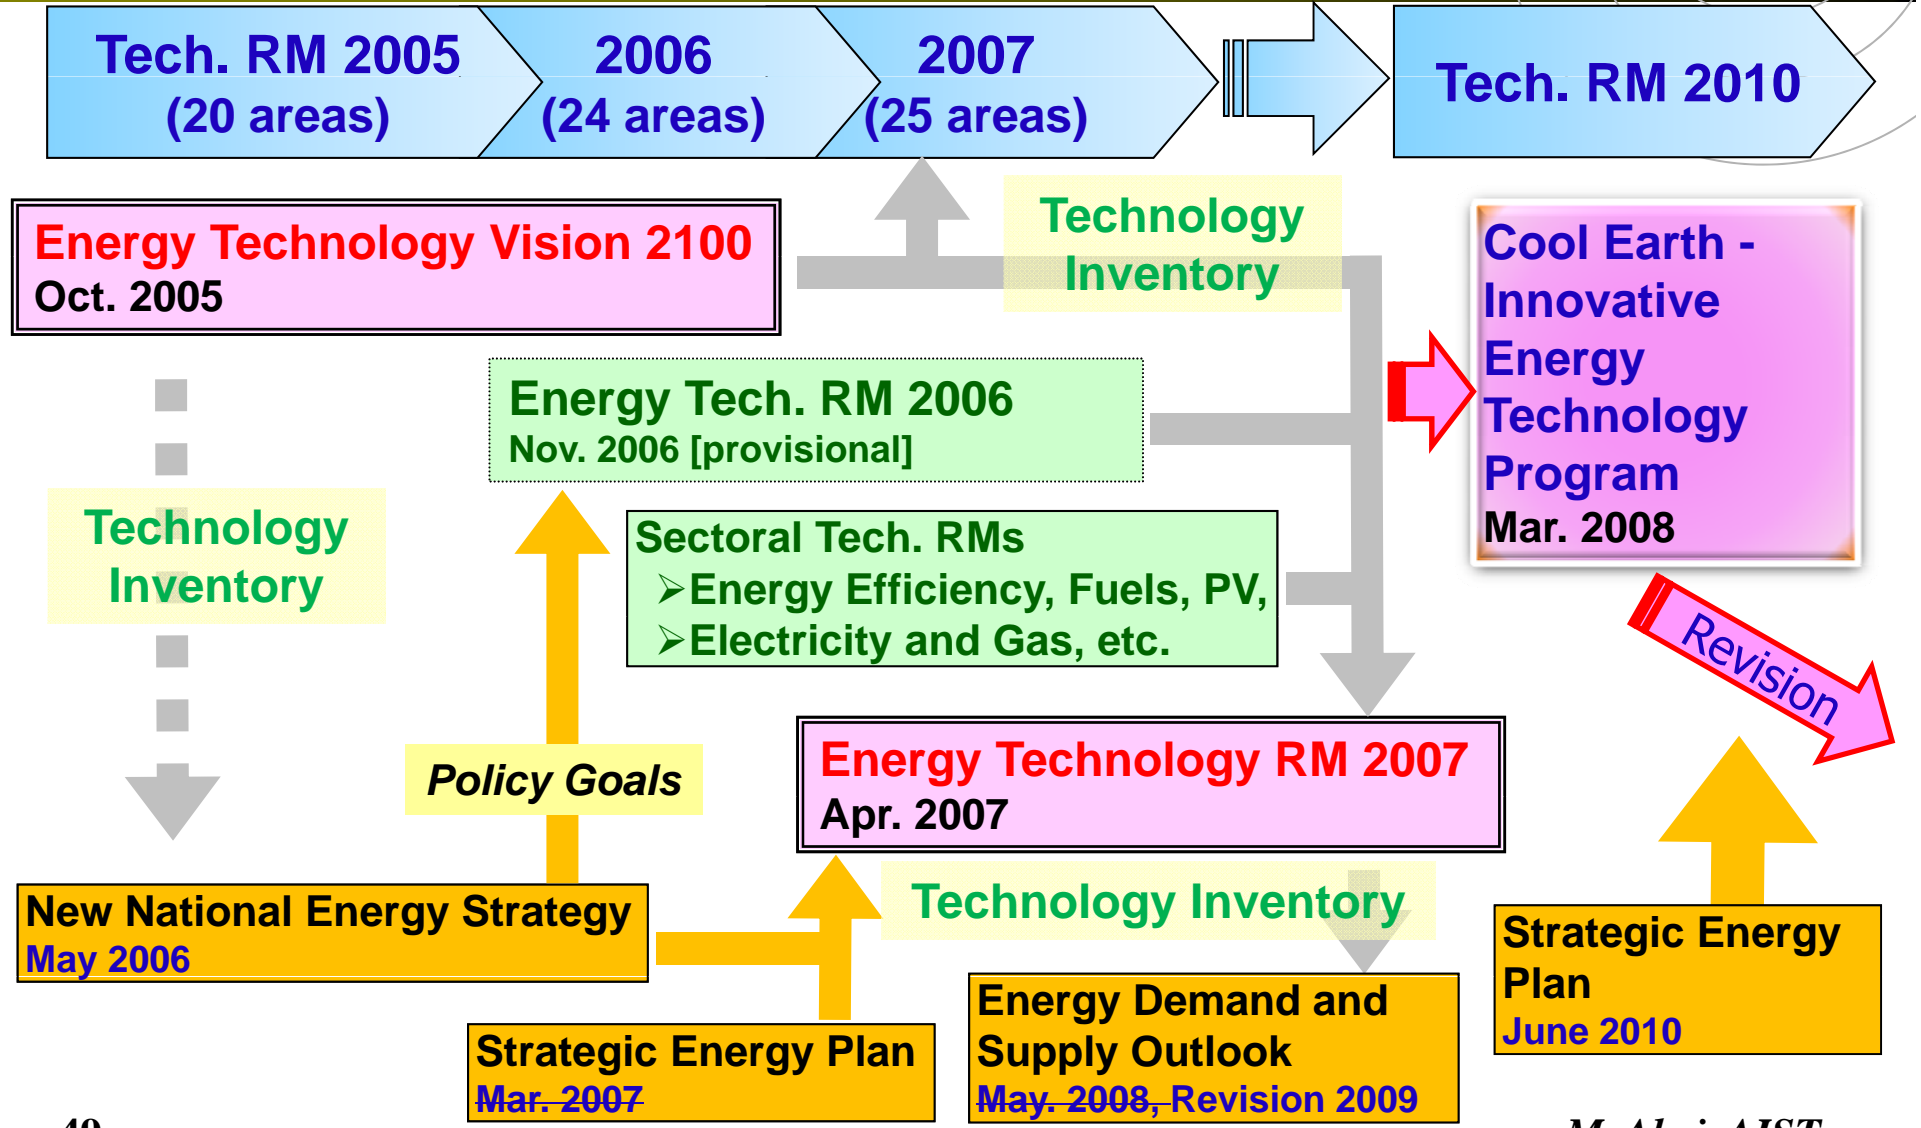 Tech. RM 2005
(20 areas)
2006
(24 areas)
2007
(25 areas)
Tech. RM 2010
Energy Technology Vision 2100
Oct. 2005
Technology
Inventory
Cool Earth -
Innovative
Energy
Technology
Program
Mar. 2008
Energy Tech. RM 2006
Nov. 2006 [provisional]
Technology
Inventory
Sectoral Tech. RMs
➢Energy Efficiency, Fuels, PV,
➢Electricity and Gas, etc.
Revision
Policy Goals
Energy Technology RM 2007
Apr. 2007
Technology Inventory
New National Energy Strategy
May 2006
Strategic Energy Plan
Mar. 2007
Energy Demand and
Supply Outlook
May. 2008, Revision 2009
Strategic Energy
Plan
June 2010